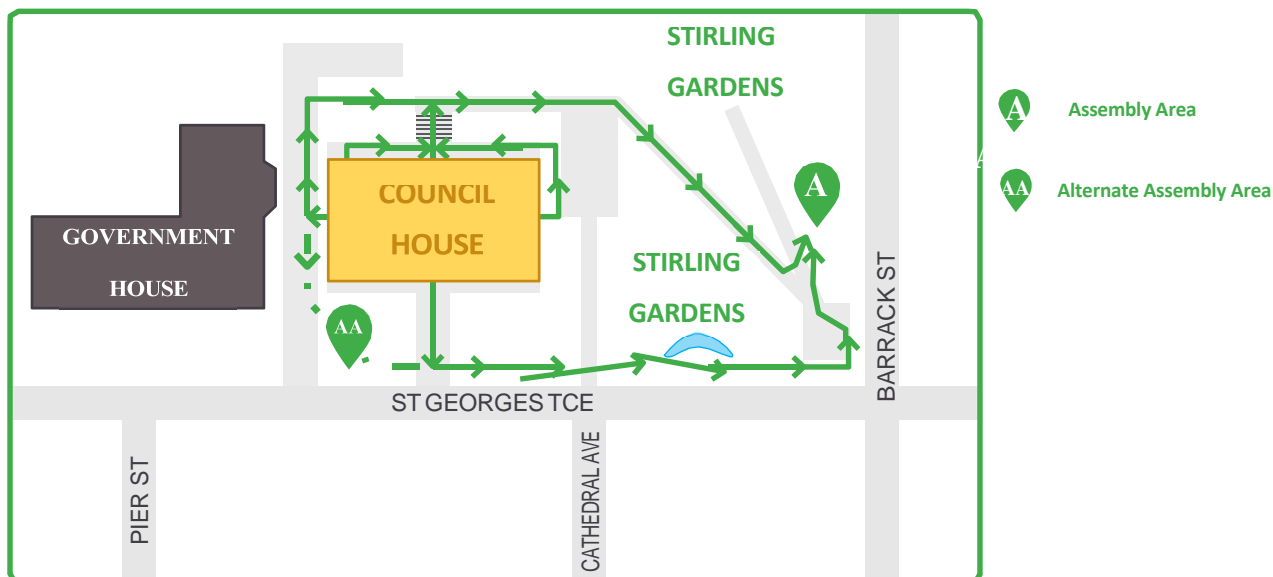 STIRLING
GARDENS
A
Assembly Area
A
AA
Alternate Assembly Area
A
COUNCIL
HOUSE
GOVERNMENT
HOUSE
STIRLING
GARDENS
AA
BARRACK ST
ST GEORGES TCE
PIER ST
CATHEDRAL AVE